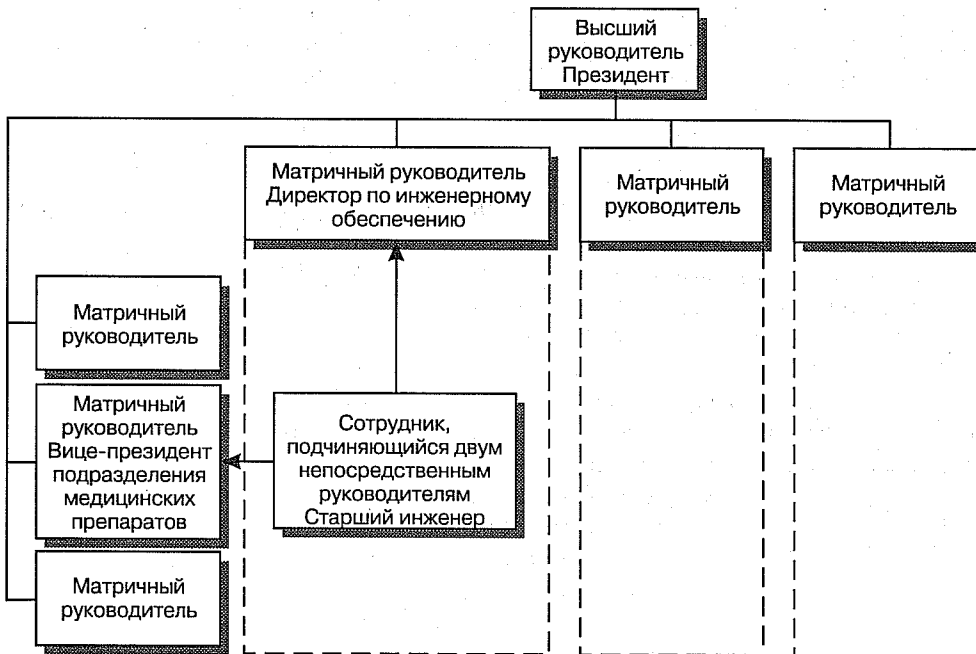 Высший
руководитель
Президент
Матричный руководитель
Директор по инженерному
обеспечению
Матричный
руководитель
Матричный
руководитель
Матричный
руководитель
Матричный
руководитель
Вице-президент
подразделения
медицинских
препаратов
Сотрудник,
подчиняющийся двум
непосредственным
руководителям
Старший инженер
Матричный
руководитель